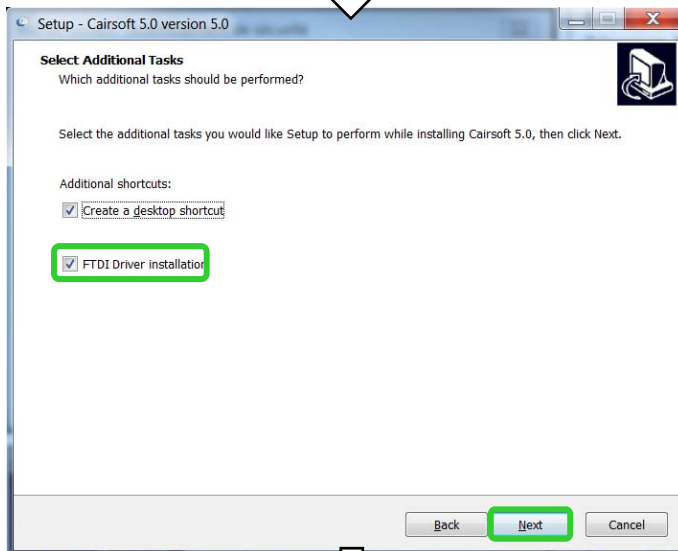 Setup - Cairsoft 5.0 version 5.0
Select Additional Tasks
Which additional tasks should be performed?
Select the additional tasks you would like Setup to perform while installing Cairsoft 5.0, then click Next.
Additional shortcuts:
Create a desktop shortcut
FTDI Driver installation
Back
Next
Cancel